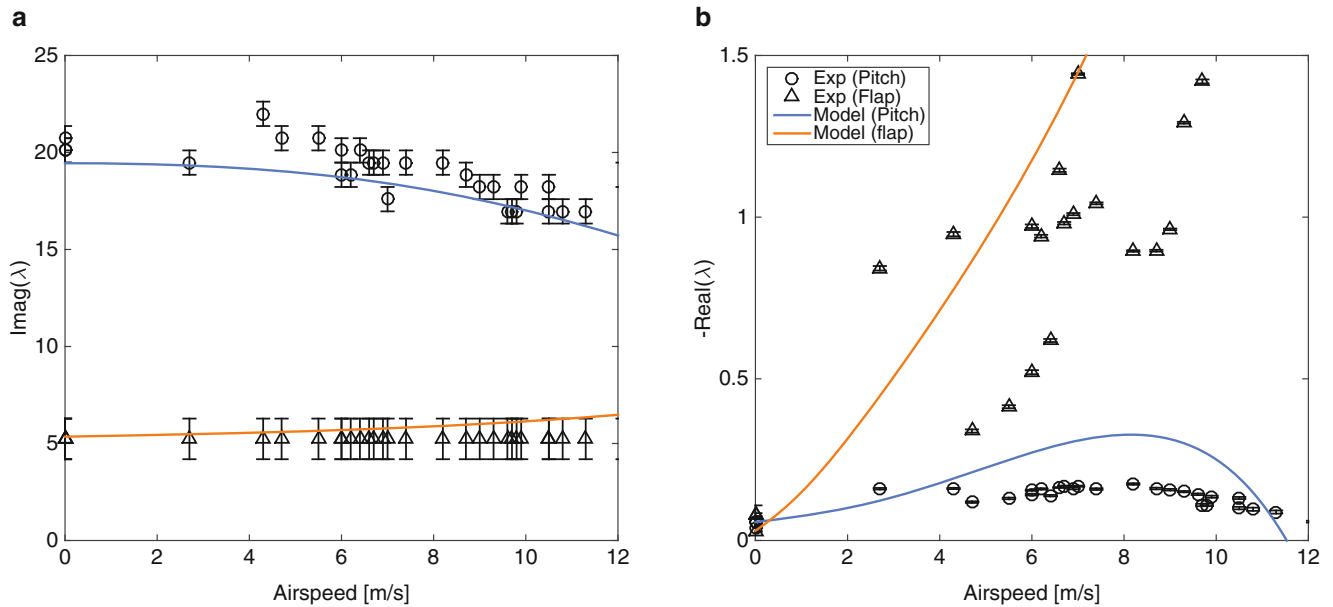 a
25
20
15
10
5
0
Imag(λ)
0 2 4 6 8 10 12
Airspeed [m/s]
b
1.5
1
0.5
0
-Real(λ)
Exp (Pitch)
Exp (Flap)
Model (Pitch)
Model (flap)
0 2 4 6 8 10 12
Airspeed [m/s]